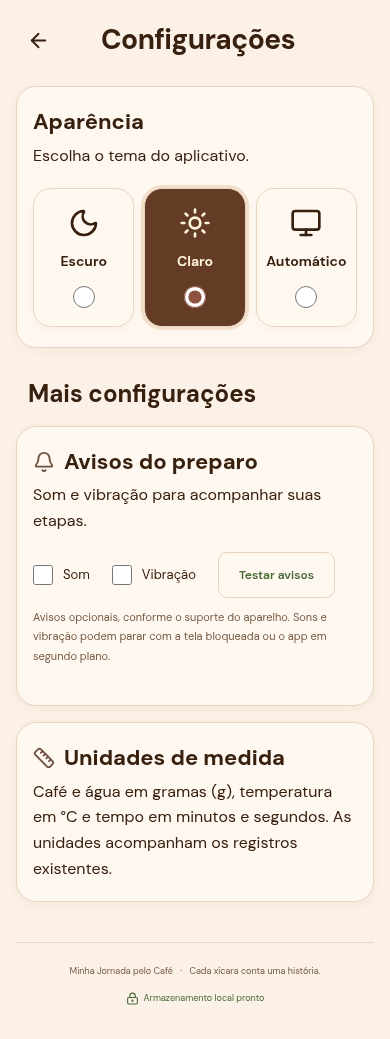 Configurações
Aparência
Escolha o tema do aplicativo.
Escuro
Claro
Automático
Mais configurações
Avisos do preparo
Som e vibração para acompanhar suas
etapas.
Som
Vibração
Testar avisos
Avisos opcionais, conforme o suporte do aparelho. Sons e
vibração podem parar com a tela bloqueada ou o app em
segundo plano.
Unidades de medida
Café e água em gramas (g), temperatura
em °C e tempo em minutos e segundos. As
unidades acompanham os registros
existentes.
Minha Jornada pelo Café · Cada xícara conta uma história.
Armazenamento local pronto